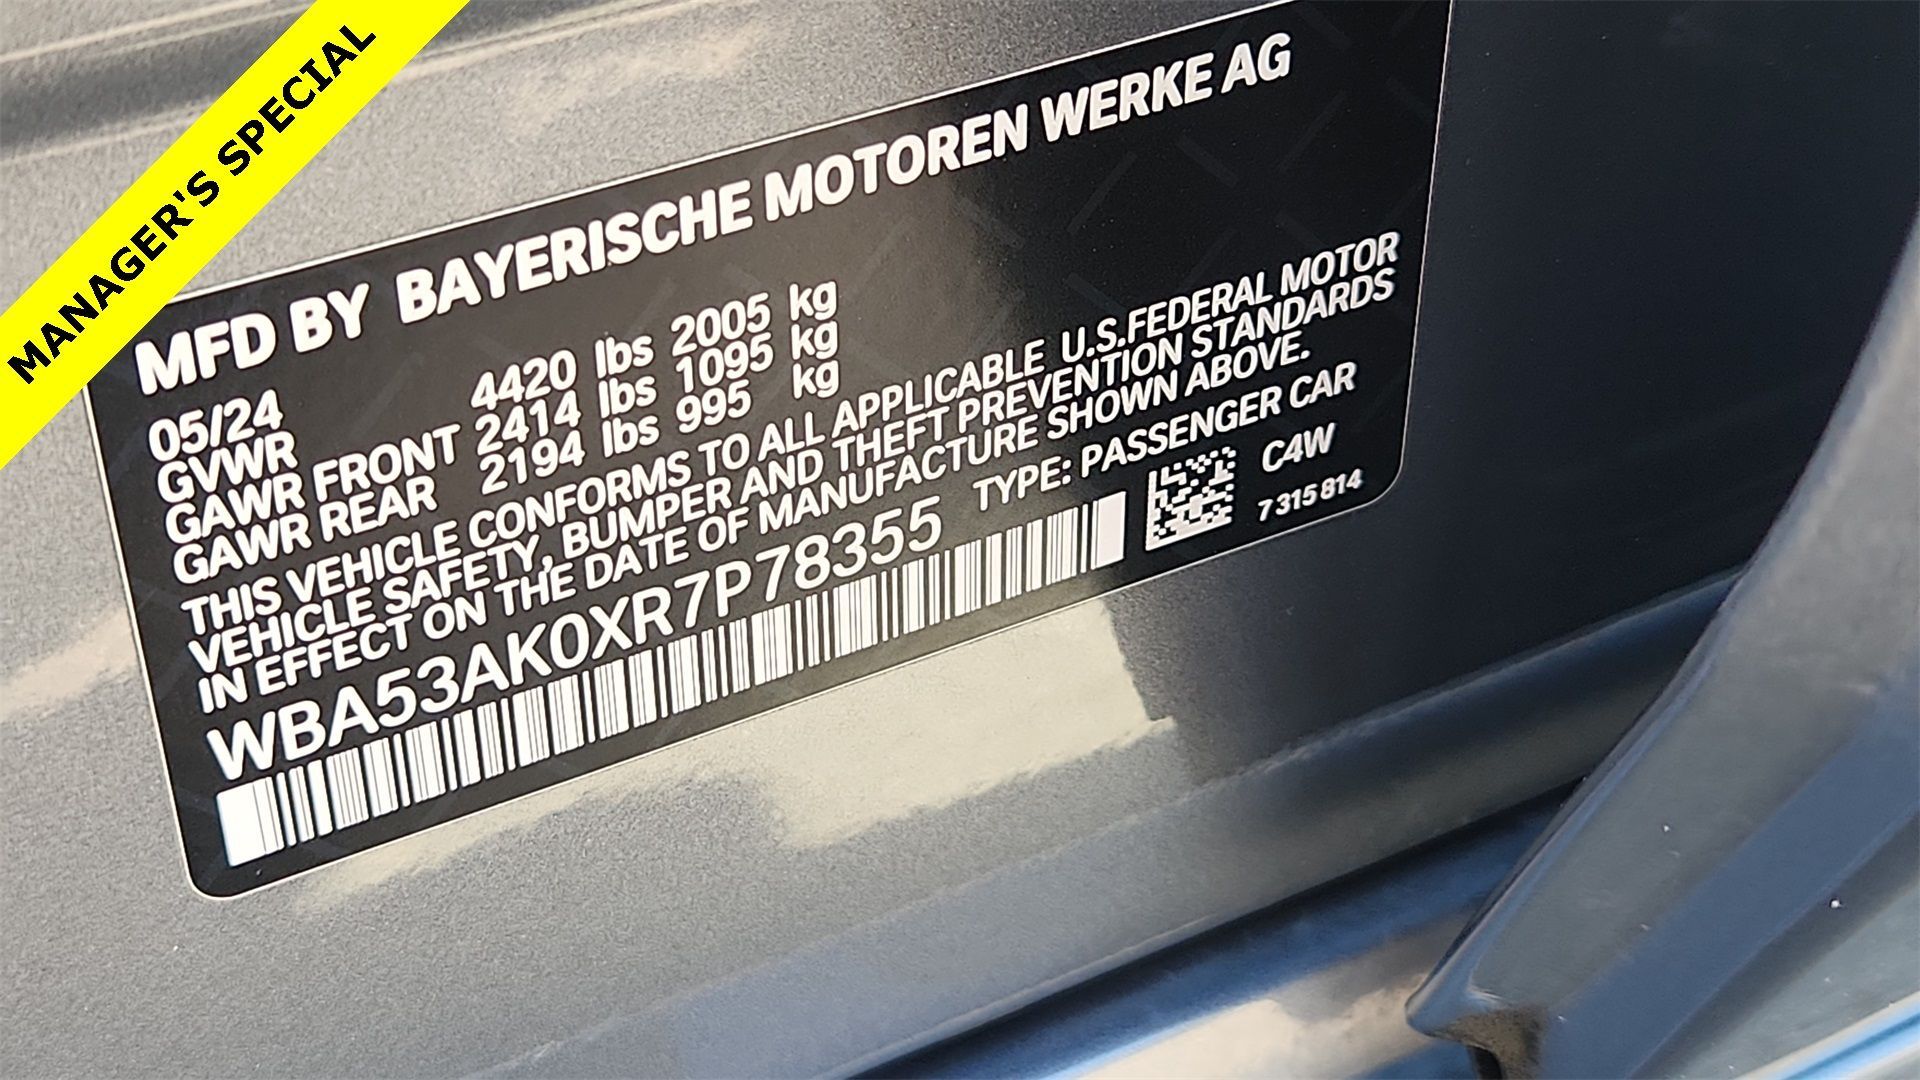 MANAGER'S SPECIAL
MFD BY BAYERISCHE MOTOREN WERKE AG
05/24
GVWR 4420 lbs 2005 kg
GAWR FRONT 2414 lbs 1095 kg
GAWR REAR 2194 lbs 995 kg
THIS VEHICLE CONFORMS TO ALL APPLICABLE U.S.FEDERAL MOTOR
VEHICLE SAFETY, BUMPER AND THEFT PREVENTION STANDARDS
IN EFFECT ON THE DATE OF MANUFACTURE SHOWN ABOVE.
WBA53AK0XR7P78355 TYPE: PASSENGER CAR
C4W
7 315 814